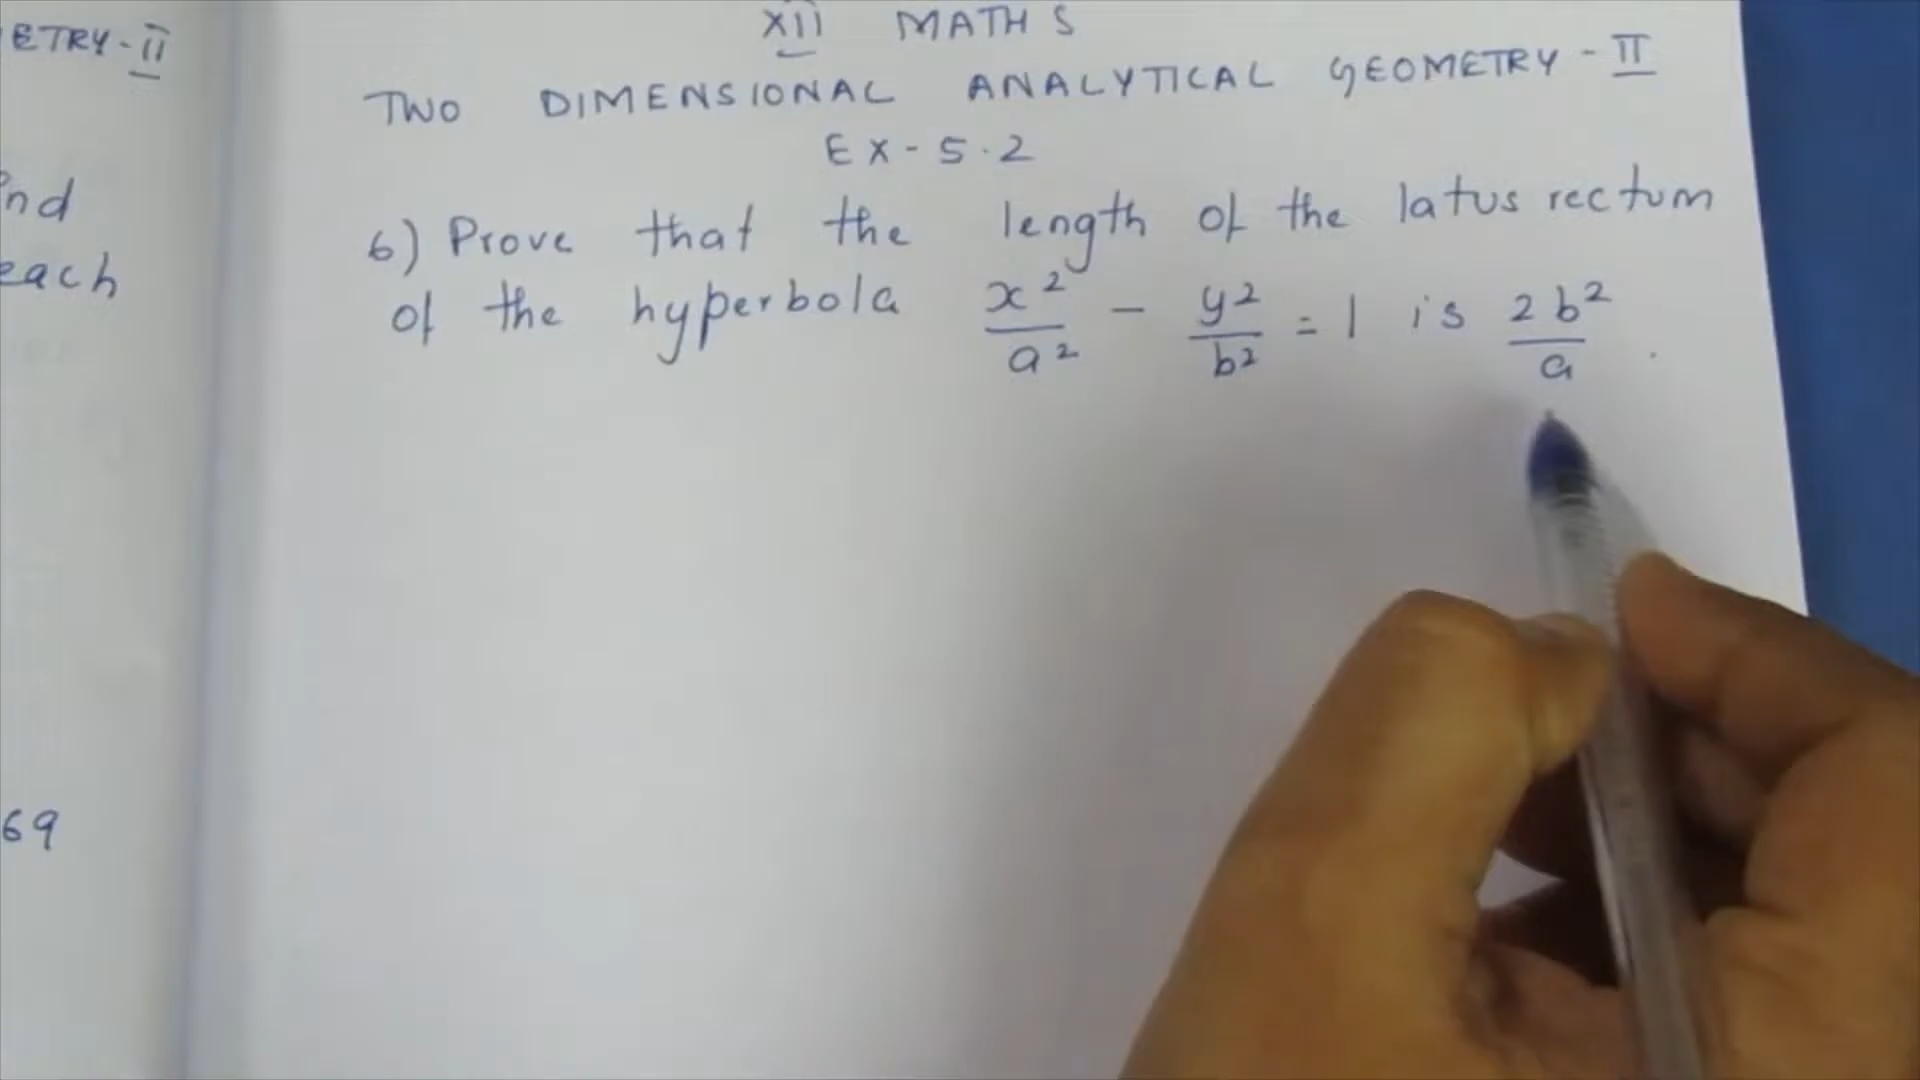 ETRY-II
nd
each
69
XII MATHS
TWO DIMENSIONAL ANALYTICAL GEOMETRY - II
EX-5.2
6) Prove that the length of the latus rectum
of the hyperbola x²/a² - y²/b² = 1 is 2b²/a.